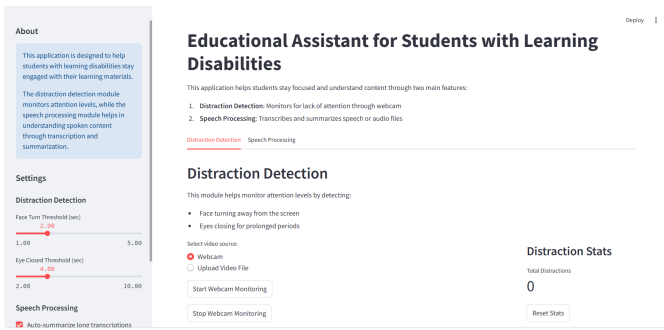 About
This application is designed to help
students with learning disabilities stay
engaged with their learning materials.
The distraction detection module
monitors attention levels, while the
speech processing module helps in
understanding spoken content
through transcription and
summarization.
Settings
Distraction Detection
Face Turn Threshold (sec)
2.00
1.00 5.00
Eye Closed Threshold (sec)
4.00
2.00 10.00
Speech Processing
Auto-summarize long transcriptions
Deploy
Educational Assistant for Students with Learning
Disabilities
This application helps students stay focused and understand content through two main features:
1. Distraction Detection: Monitors for lack of attention through webcam
2. Speech Processing: Transcribes and summarizes speech or audio files
Distraction Detection Speech Processing
Distraction Detection
This module helps monitor attention levels by detecting:
• Face turning away from the screen
• Eyes closing for prolonged periods
Select video source:
Webcam
Upload Video File
Start Webcam Monitoring
Stop Webcam Monitoring
Distraction Stats
Total Distractions
0
Reset Stats